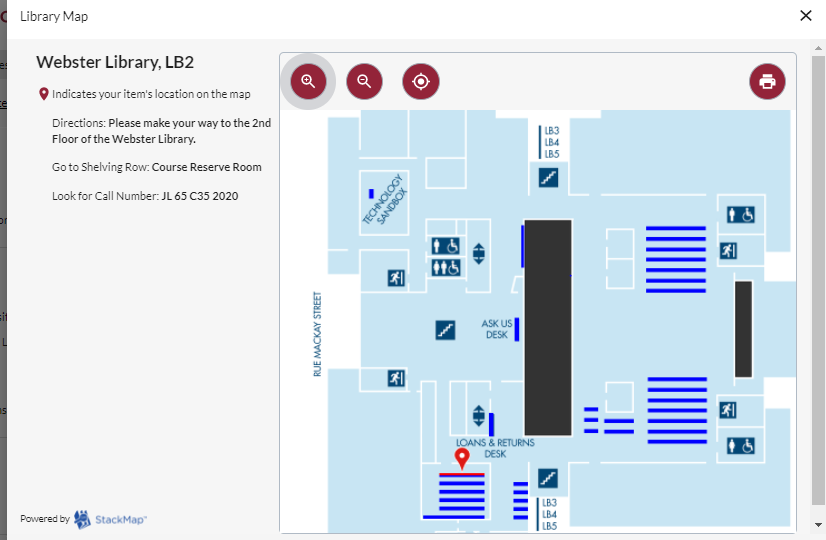 Library Map
Webster Library, LB2
Indicates your item's location on the map
Directions: Please make your way to the 2nd
Floor of the Webster Library.
Go to Shelving Row: Course Reserve Room
Look for Call Number: JL 65 C35 2020
LB3
LB4
LB5
TECHNOLOGY
SANDBOX
RUE MACKAY STREET
ASK US
DESK
LOANS & RETURNS
DESK
LB3
LB4
LB5
Powered by StackMap™